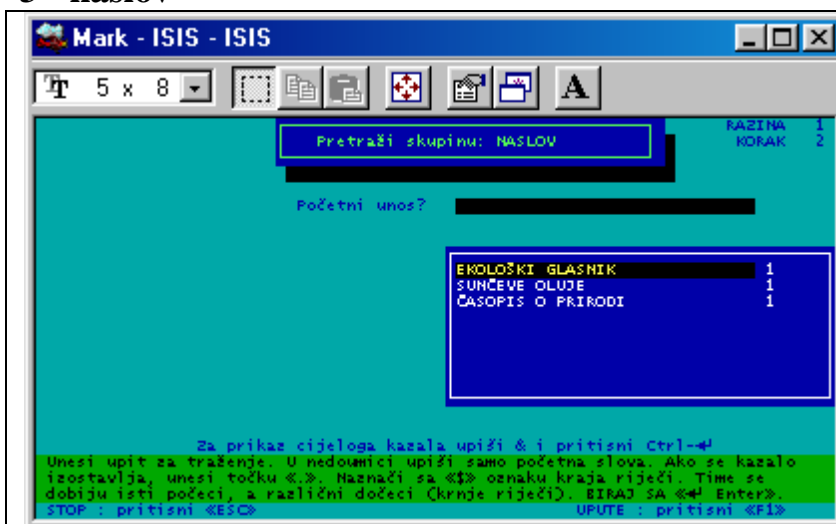 Mark - ISIS - ISIS
Tr 5 x 8 A
RAZINA 1
Pretraži skupinu: NASLOV KORAK 2
Početni unos?
EKOLOŠKI GLASNIK 1
SUNČEVE OLUJE 1
ČASOPIS O PRIRODI 1
Za prikaz cijeloga kazala upiši & i pritisni Ctrl-↵
Unesi upit za traženje. U nedoumici upiši samo početna slova. Ako se kazalo
izostavlja, unesi točku «.». Naznači sa «$» oznaku kraja riječi. Time se
dobiju isti počeci, a različni dočeci (krnje riječi). BIRAJ SA «↵ Enter».
STOP : pritisni «ESC» UPUTE : pritisni «F1»